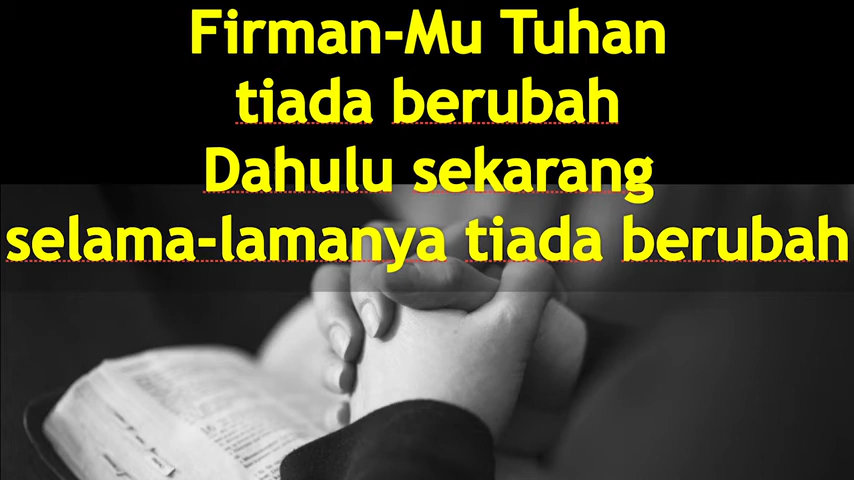 Firman-Mu Tuhan
tiada berubah
Dahulu sekarang
selama-lamanya tiada berubah